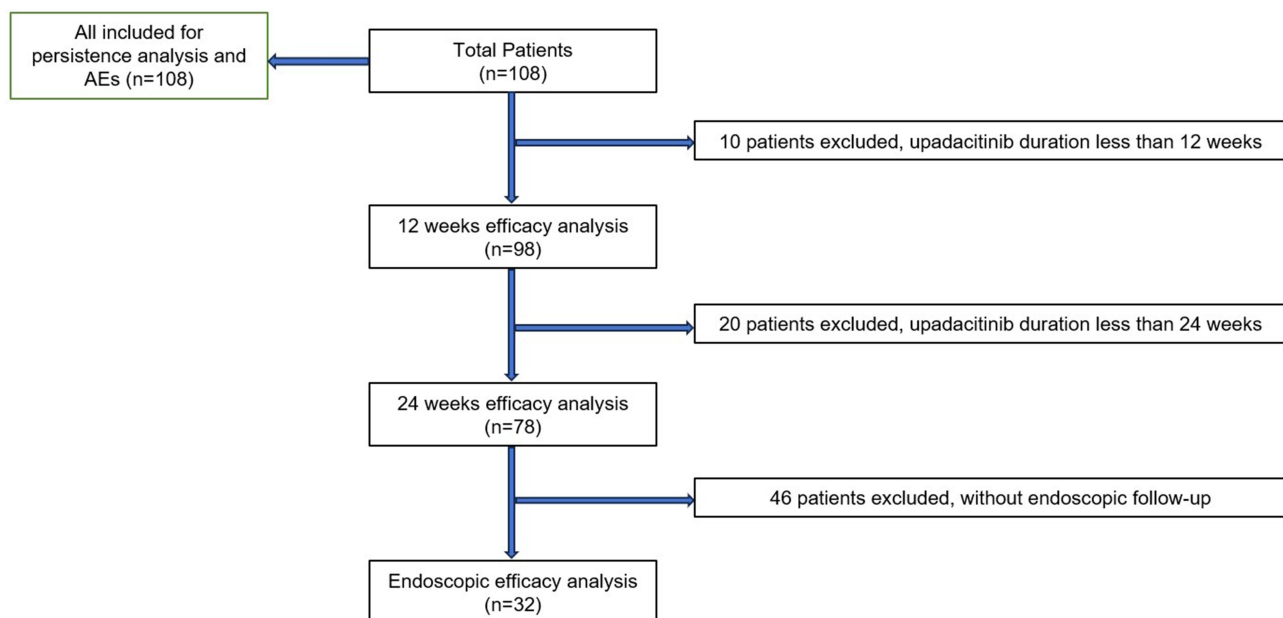 All included for
persistence analysis and
AEs (n=108)
Total Patients
(n=108)
10 patients excluded, upadacitinib duration less than 12 weeks
12 weeks efficacy analysis
(n=98)
20 patients excluded, upadacitinib duration less than 24 weeks
24 weeks efficacy analysis
(n=78)
46 patients excluded, without endoscopic follow-up
Endoscopic efficacy analysis
(n=32)